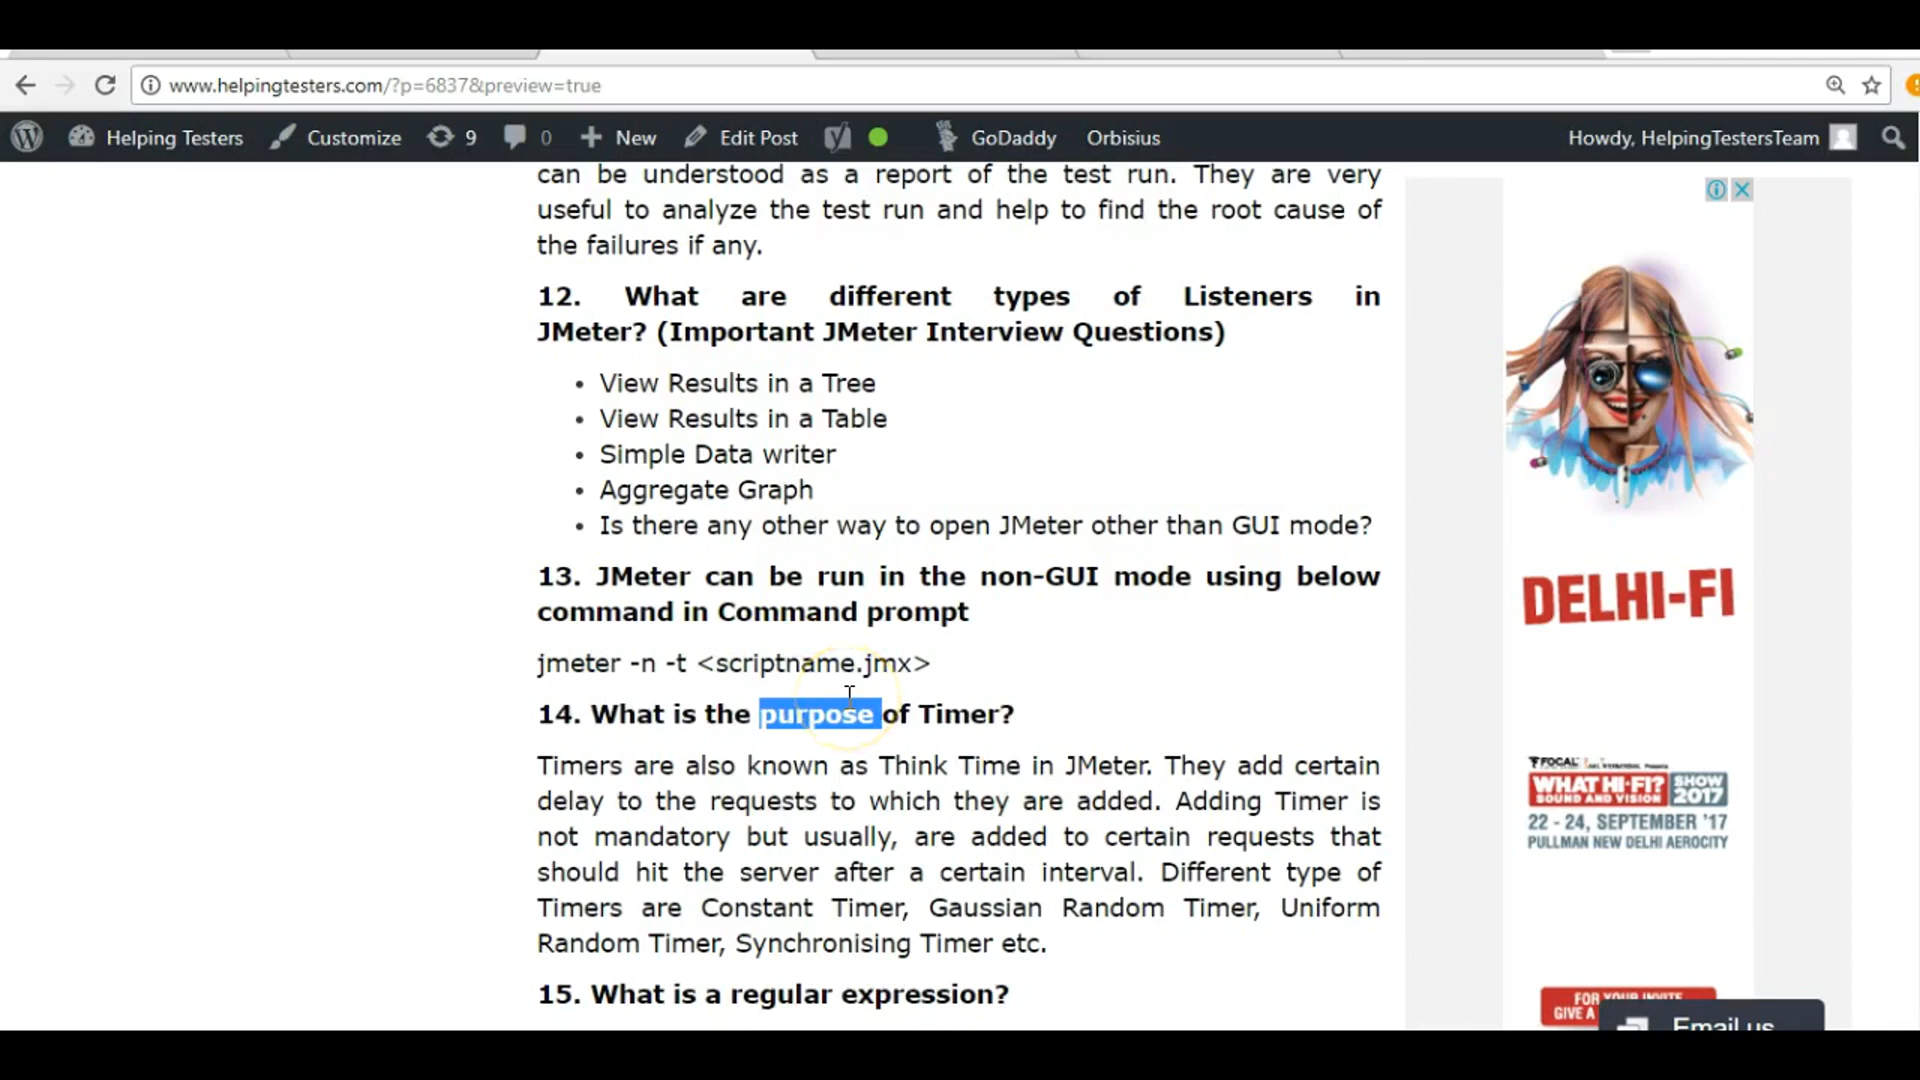 www.helpingtesters.com/?p=6837&preview=true
Helping Testers Customize 9 0 New Edit Post GoDaddy Orbisius Howdy, HelpingTestersTeam
can be understood as a report of the test run. They are very
useful to analyze the test run and help to find the root cause of
the failures if any.
12. What are different types of Listeners in
JMeter? (Important JMeter Interview Questions)
• View Results in a Tree
• View Results in a Table
• Simple Data writer
• Aggregate Graph
• Is there any other way to open JMeter other than GUI mode?
13. JMeter can be run in the non-GUI mode using below
command in Command prompt
jmeter -n -t <scriptname.jmx>
14. What is the purpose of Timer?
Timers are also known as Think Time in JMeter. They add certain
delay to the requests to which they are added. Adding Timer is
not mandatory but usually, are added to certain requests that
should hit the server after a certain interval. Different type of
Timers are Constant Timer, Gaussian Random Timer, Uniform
Random Timer, Synchronising Timer etc.
15. What is a regular expression?
DELHI-FI
FOCAL
WHAT HI-FI? SHOW
SOUND AND VISION 2017
22 - 24, SEPTEMBER '17
PULLMAN NEW DELHI AEROCITY
FOR YOUR INVITE
GIVE A
Email us